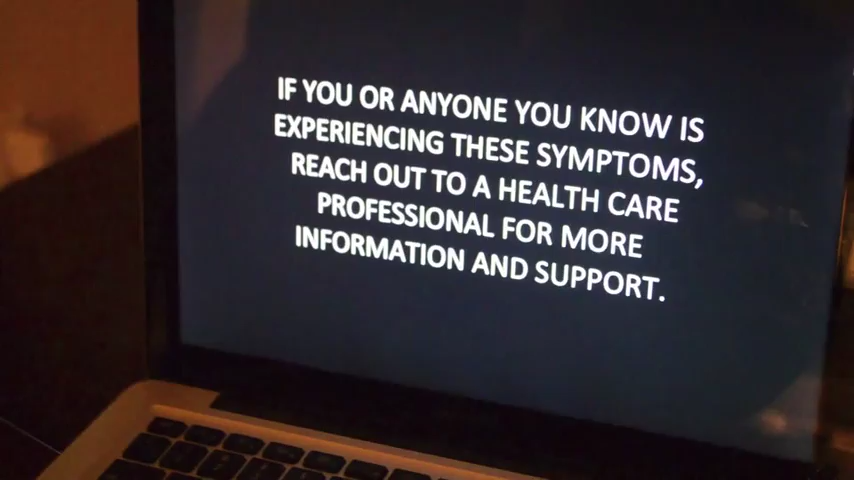 IF YOU OR ANYONE YOU KNOW IS
EXPERIENCING THESE SYMPTOMS,
REACH OUT TO A HEALTH CARE
PROFESSIONAL FOR MORE
INFORMATION AND SUPPORT.